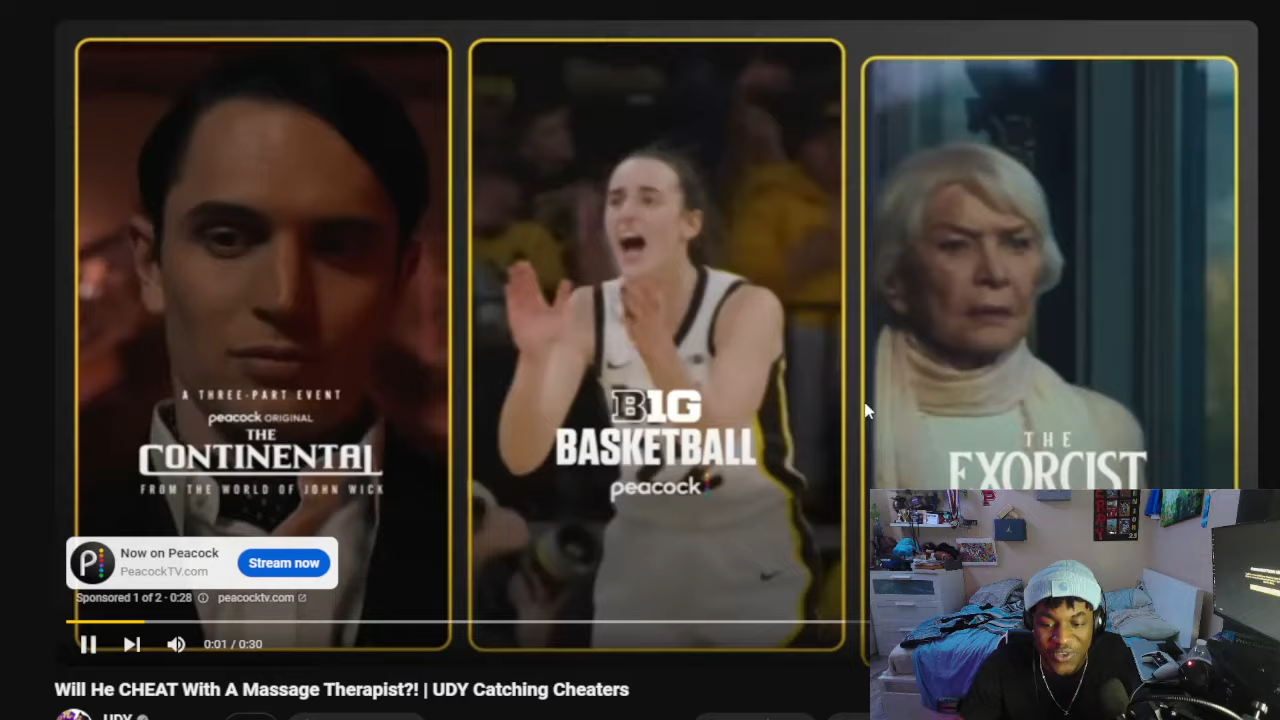 A THREE-PART EVENT
peacock ORIGINAL
THE
CONTINENTAL
FROM THE WORLD OF JOHN WICK
B1G
BASKETBALL
peacock
THE
EXORCIST
P
Now on Peacock
PeacockTV.com
Stream now
Sponsored 1 of 2 · 0:28
peacocktv.com
0:01 / 0:30
Will He CHEAT With A Massage Therapist?! | UDY Catching Cheaters
UDY